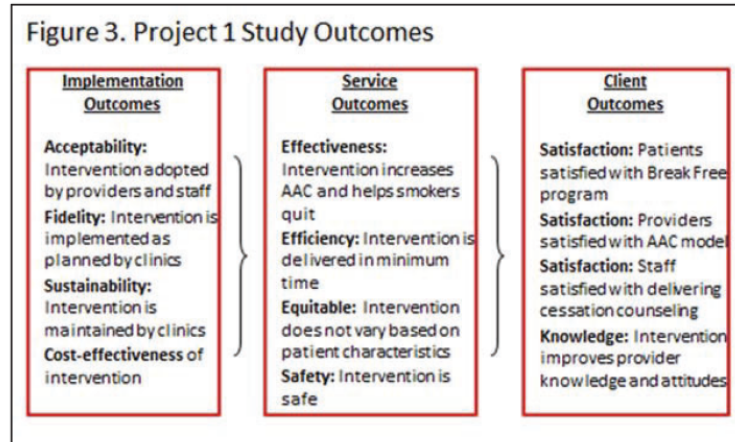 Figure 3. Project 1 Study Outcomes
Implementation
Outcomes
Acceptability:
Intervention adopted
by providers and staff
Fidelity: Intervention is
implemented as
planned by clinics
Sustainability:
Intervention is
maintained by clinics
Cost-effectiveness of
intervention
Service
Outcomes
Effectiveness:
Intervention increases
AAC and helps smokers
quit
Efficiency: Intervention is
delivered in minimum
time
Equitable: Intervention
does not vary based on
patient characteristics
Safety: Intervention is
safe
Client
Outcomes
Satisfaction: Patients
satisfied with Break Free
program
Satisfaction: Providers
satisfied with AAC model
Satisfaction: Staff
satisfied with delivering
cessation counseling
Knowledge: Intervention
improves provider
knowledge and attitudes